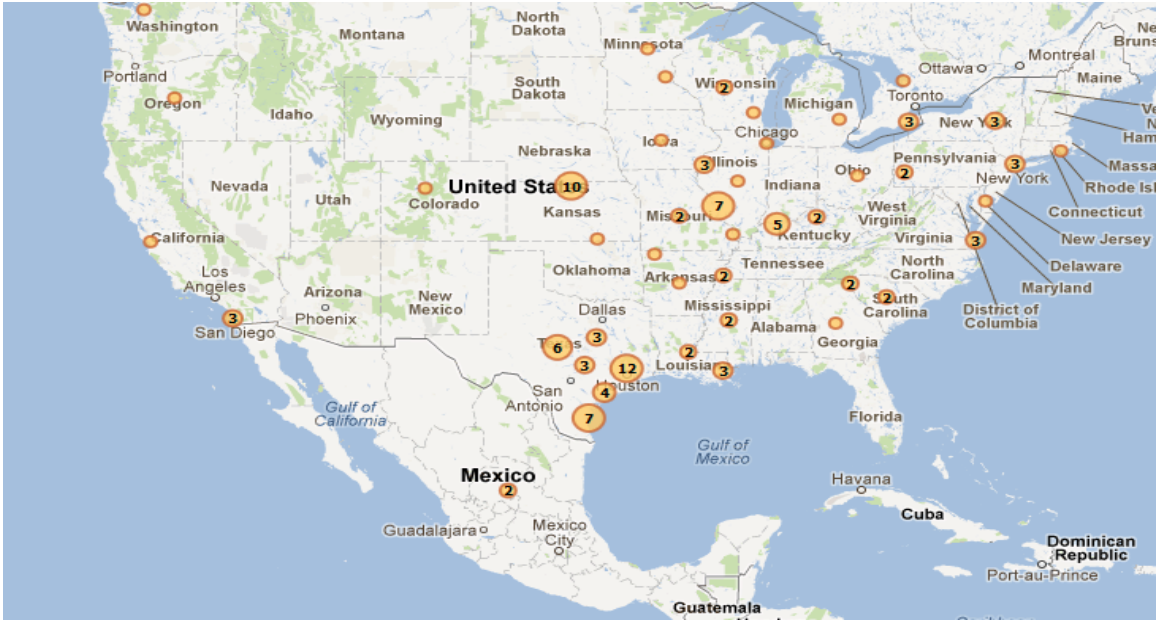 Washington
Montana
North
Dakota
Minnesota
Ottawa
Montreal
Maine
Portland
Oregon
Idaho
Wyoming
South
Dakota
Wisconsin
2
Michigan
Toronto
3
New York
3
Chicago
Iowa
Nebraska
Illinois
3
Pennsylvania
2
Ohio
New York
3
Massa
Rhode Isl
Connecticut
New Jersey
Delaware
Maryland
District of
Columbia
Nevada
Utah
Colorado
United States
10
Kansas
Missouri
2
7
Indiana
5
Kentucky
2
West
Virginia
Virginia
3
California
Los
Angeles
Arizona
Phoenix
New
Mexico
Oklahoma
Arkansas
2
Tennessee
North
Carolina
2
South
Carolina
2
3
San Diego
Dallas
Mississippi
2
Alabama
Georgia
Texas
6
3
3
12
Houston
Louisiana
2
3
San
Antonio
4
7
Florida
Gulf of
California
Gulf of
Mexico
Mexico
2
Havana
Cuba
Guadalajara
Mexico
City
Dominican
Republic
Port-au-Prince
Guatemala